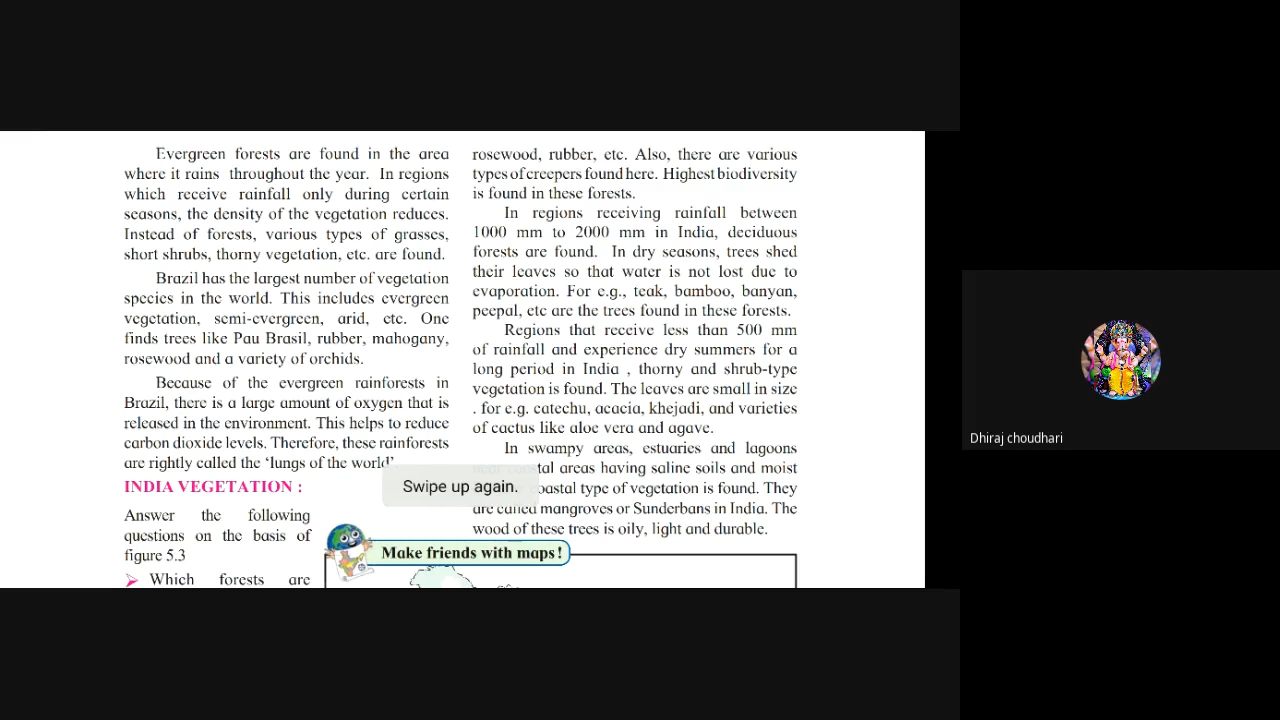 Evergreen forests are found in the area
where it rains throughout the year. In regions
which receive rainfall only during certain
seasons, the density of the vegetation reduces.
Instead of forests, various types of grasses,
short shrubs, thorny vegetation, etc. are found.
Brazil has the largest number of vegetation
species in the world. This includes evergreen
vegetation, semi-evergreen, arid, etc. One
finds trees like Pau Brasil, rubber, mahogany,
rosewood and a variety of orchids.
Because of the evergreen rainforests in
Brazil, there is a large amount of oxygen that is
released in the environment. This helps to reduce
carbon dioxide levels. Therefore, these rainforests
are rightly called the ‘lungs of the world’.
INDIA VEGETATION :
Answer the following
questions on the basis of
figure 5.3
➢ Which forests are
rosewood, rubber, etc. Also, there are various
types of creepers found here. Highest biodiversity
is found in these forests.
In regions receiving rainfall between
1000 mm to 2000 mm in India, deciduous
forests are found. In dry seasons, trees shed
their leaves so that water is not lost due to
evaporation. For e.g., teak, bamboo, banyan,
peepal, etc are the trees found in these forests.
Regions that receive less than 500 mm
of rainfall and experience dry summers for a
long period in India , thorny and shrub-type
vegetation is found. The leaves are small in size
. for e.g. catechu, acacia, khejadi, and varieties
of cactus like aloe vera and agave.
In swampy areas, estuaries and lagoons
near coastal areas having saline soils and moist
coastal type of vegetation is found. They
are called mangroves or Sunderbans in India. The
wood of these trees is oily, light and durable.
Swipe up again.
Make friends with maps!
Dhiraj choudhari